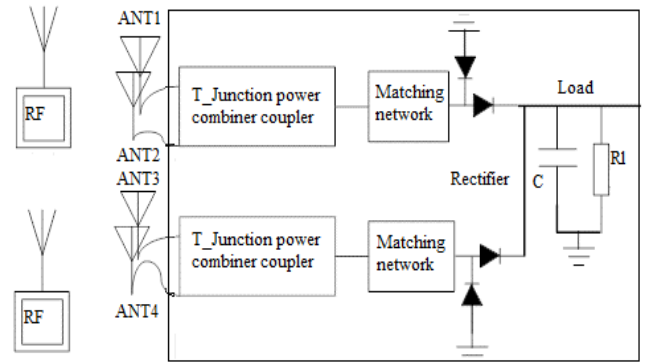 ANT1
RF
T_Junction power
combiner coupler
Matching
network
Load
ANT2
ANT3
Rectifier
C
R1
RF
T_Junction power
combiner coupler
Matching
network
ANT4